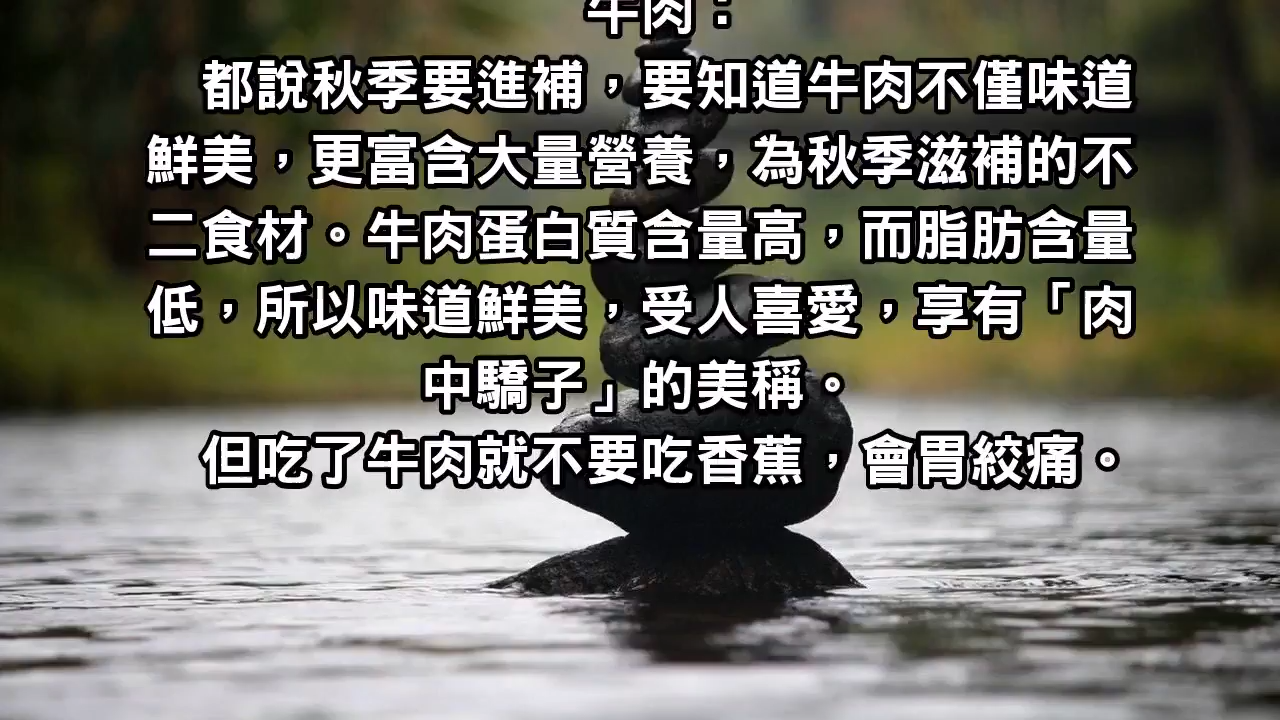 牛肉：
都說秋季要進補，要知道牛肉不僅味道
鮮美，更富含大量營養，為秋季滋補的不
二食材。牛肉蛋白質含量高，而脂肪含量
低，所以味道鮮美，受人喜愛，享有「肉
中驕子」的美稱。
但吃了牛肉就不要吃香蕉，會胃絞痛。